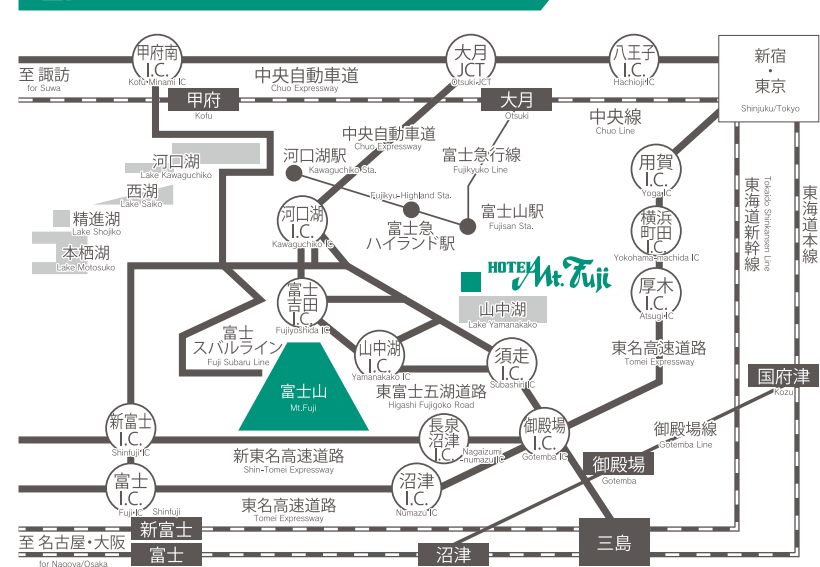 甲府南
I.C.
Kofu-Minami IC
大月
JCT
Otsuki JCT
八王子
I.C.
Hachioji IC
新宿
・
東京
Shinjuku/Tokyo
至 諏訪
for Suwa
中央自動車道
Chuo Expressway
甲府
Kofu
大月
Otsuki
中央線
Chuo Line
中央自動車道
Chuo Expressway
河口湖
Lake Kawaguchiko
河口湖駅
Kawaguchiko Sta.
富士急行線
Fujikyuko Line
用賀
I.C.
Yoga IC
西湖
Lake Saiko
Fujikyu-Highland Sta.
富士急
ハイランド駅
富士山駅
Fujisan Sta.
精進湖
Lake Shojiko
本栖湖
Lake Motosuko
河口湖
I.C.
Kawaguchiko IC
横浜
町田
I.C.
Yokohama-machida IC
東海道新幹線
Tokaido Shinkansen Line
東海道本線
HOTEL Mt. Fuji
富士
吉田
I.C.
Fujiyoshida IC
山中湖
Lake Yamanakako
厚木
I.C.
Atsugi IC
富士
スバルライン
Fuji Subaru Line
山中湖
I.C.
Yamanakako IC
須走
I.C.
Subashiri IC
東名高速道路
Tomei Expressway
富士山
Mt.Fuji
東富士五湖道路
Higashi Fujigoko Road
国府津
Kozu
新富士
I.C.
Shinfuji IC
長泉
沼津
I.C.
Nagaizumi-
numazu IC
御殿場
I.C.
Gotemba IC
御殿場線
Gotemba Line
新東名高速道路
Shin-Tomei Expressway
御殿場
Gotemba
富士
I.C.
Fuji IC
沼津
I.C.
Numazu IC
東名高速道路
Tomei Expressway
Shinfuji
新富士
三島
至 名古屋・大阪
for Nagoya/Osaka
富士
沼津